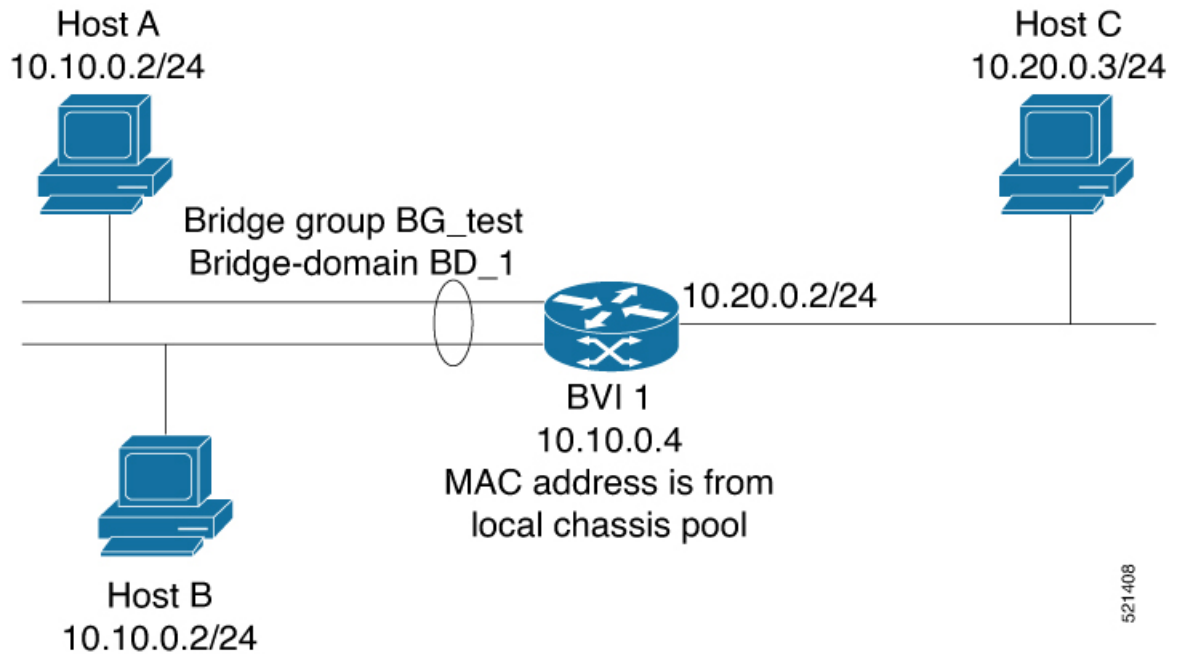 Host A
10.10.0.2/24
Host C
10.20.0.3/24
Bridge group BG_test
Bridge-domain BD_1
10.20.0.2/24
BVI 1
10.10.0.4
MAC address is from
local chassis pool
Host B
10.10.0.2/24
521408